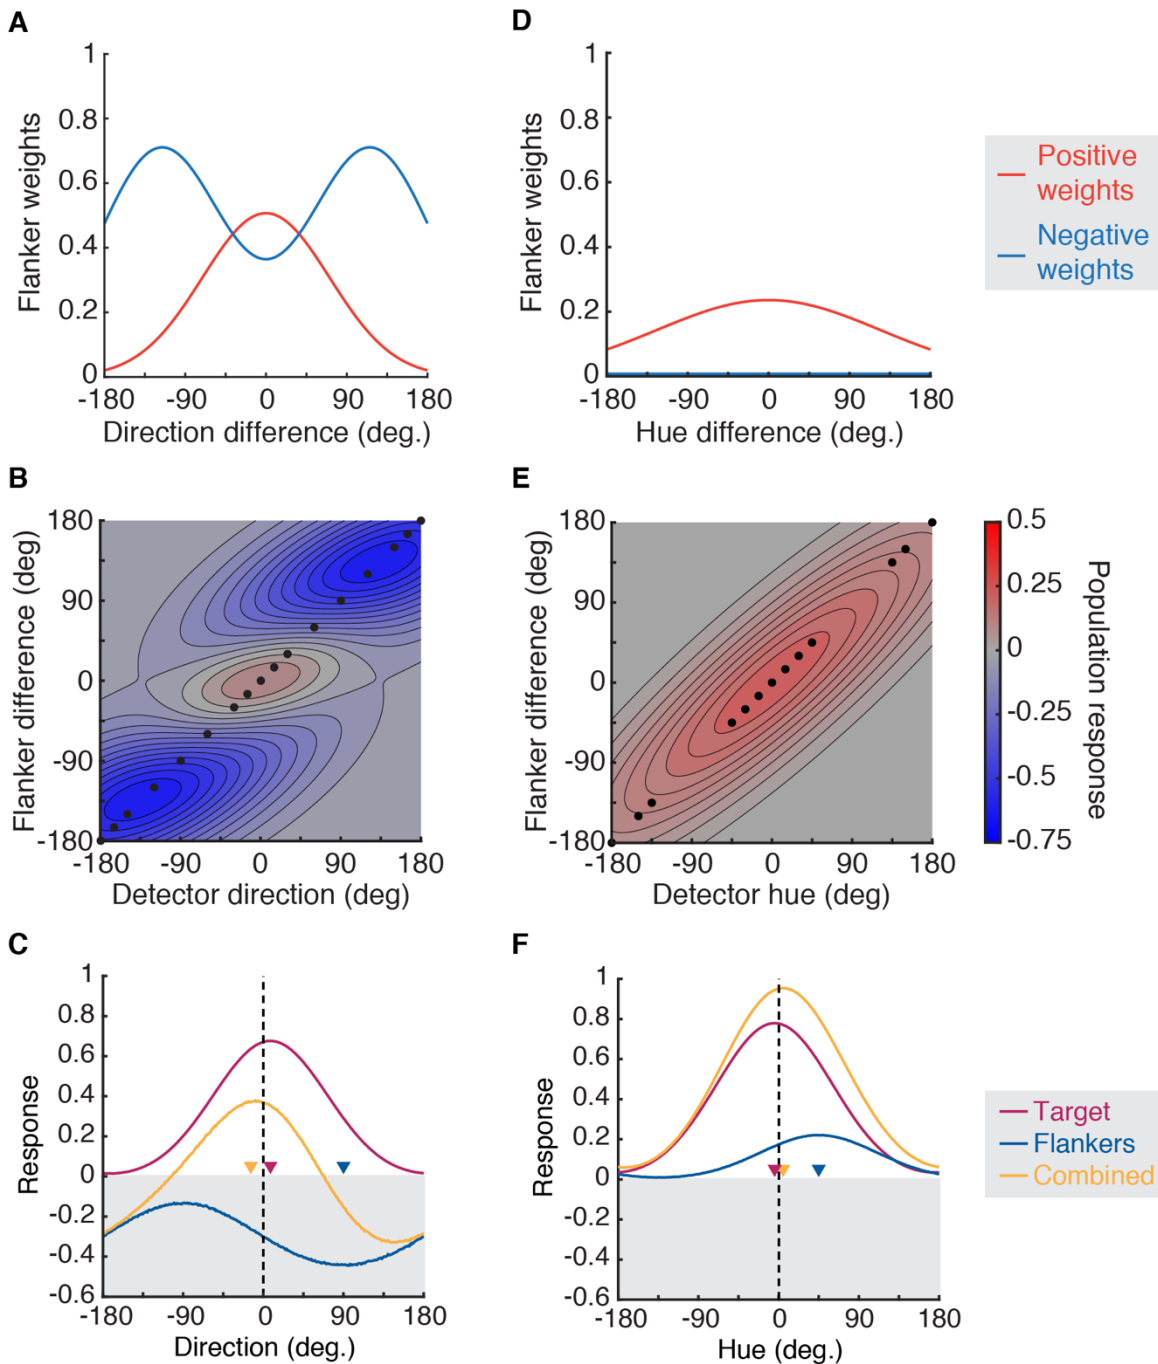 A
1
0.8
0.6
0.4
0.2
0
Flanker weights
-180 -90 0 90 180
Direction difference (deg.)
D
1
0.8
0.6
0.4
0.2
0
Flanker weights
-180 -90 0 90 180
Hue difference (deg.)
Positive
weights
Negative
weights
B
180
90
0
-90
-180
Flanker difference (deg)
-180 -90 0 90 180
Detector direction (deg)
E
180
90
0
-90
-180
Flanker difference (deg)
-180 -90 0 90 180
Detector hue (deg)
0.5
0.25
0
-0.25
-0.5
-0.75
Population response
C
1
0.8
0.6
0.4
0.2
0
-0.2
-0.4
-0.6
Response
-180 -90 0 90 180
Direction (deg.)
F
1
0.8
0.6
0.4
0.2
0
-0.2
-0.4
-0.6
Response
-180 -90 0 90 180
Hue (deg.)
Target
Flankers
Combined